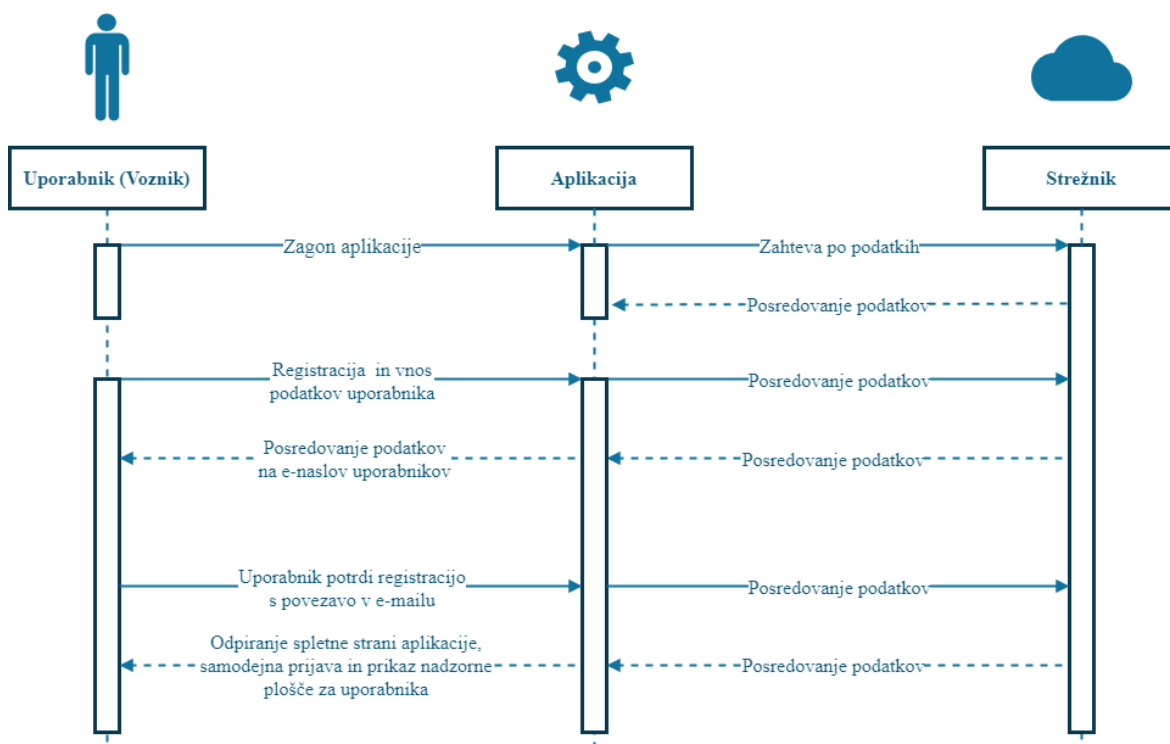 Uporabnik (Voznik)
Aplikacija
Strežnik
Zagon aplikacije
Zahteva po podatkih
Posredovanje podatkov
Registracija in vnos
podatkov uporabnika
Posredovanje podatkov
Posredovanje podatkov
na e-naslov uporabnikov
Posredovanje podatkov
Uporabnik potrdi registracijo
s povezavo v e-mailu
Posredovanje podatkov
Odpiranje spletne strani aplikacije,
samodejna prijava in prikaz nadzorne
plošče za uporabnika
Posredovanje podatkov